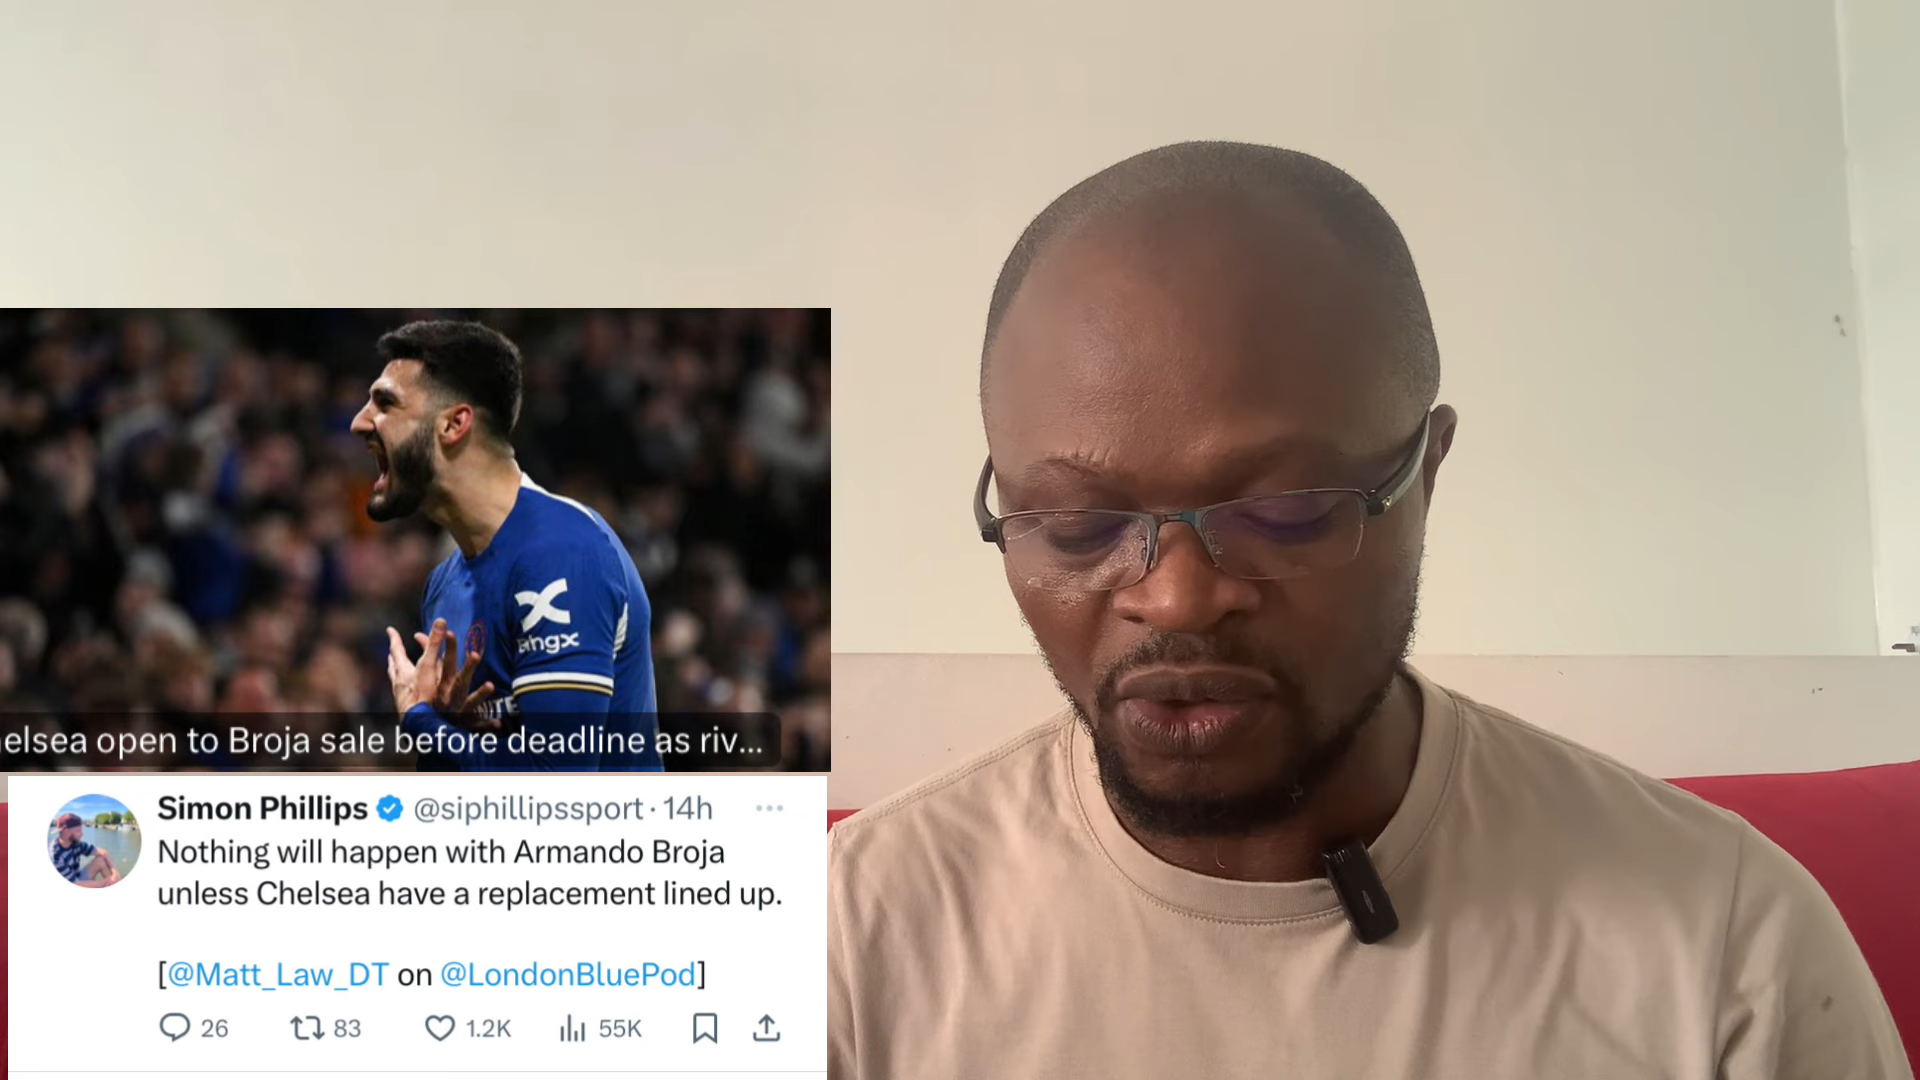 elsea open to Broja sale before deadline as riv...
Simon Phillips @siphillipssport · 14h
Nothing will happen with Armando Broja
unless Chelsea have a replacement lined up.
[@Matt_Law_DT on @LondonBluePod]
26 83 1.2K 55K